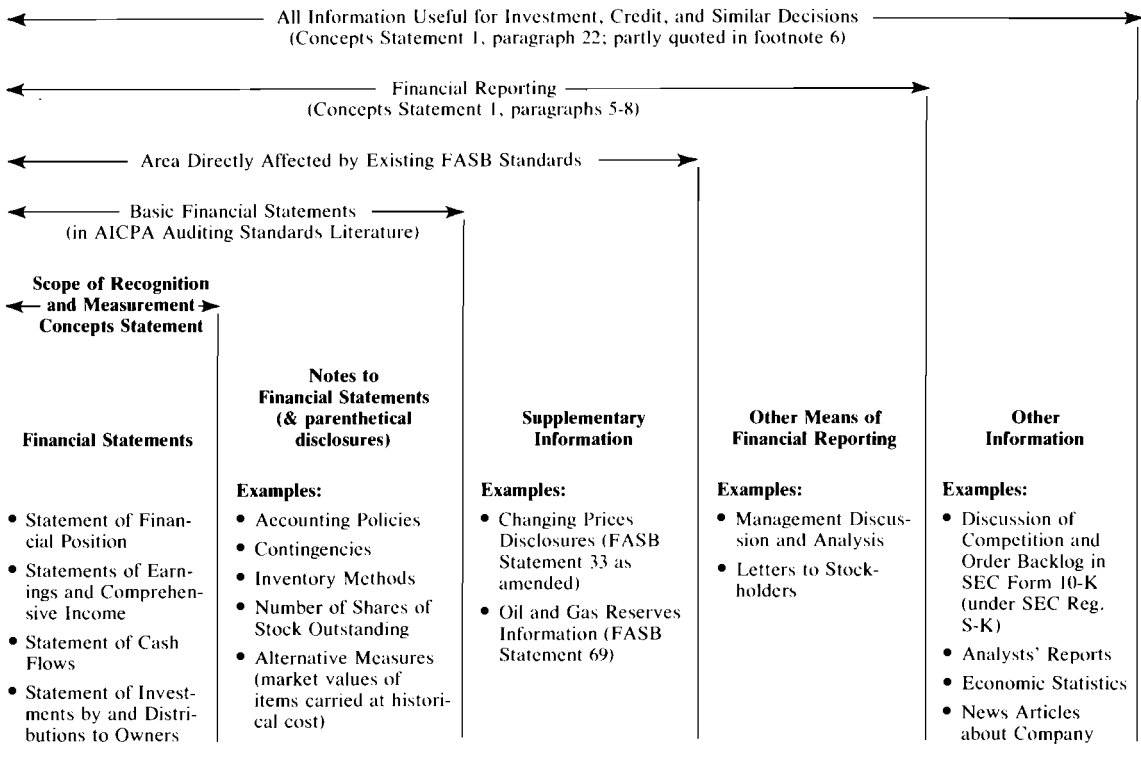 All Information Useful for Investment, Credit, and Similar Decisions
(Concepts Statement 1, paragraph 22; partly quoted in footnote 6)
Financial Reporting
(Concepts Statement 1, paragraphs 5-8)
Area Directly Affected by Existing FASB Standards
Basic Financial Statements
(in AICPA Auditing Standards Literature)
Scope of Recognition
and Measurement
Concepts Statement
Financial Statements
• Statement of Finan-
cial Position
• Statements of Earn-
ings and Comprehen-
sive Income
• Statement of Cash
Flows
• Statement of Invest-
ments by and Distri-
butions to Owners
Notes to
Financial Statements
(& parenthetical
disclosures)
Examples:
• Accounting Policies
• Contingencies
• Inventory Methods
• Number of Shares of
Stock Outstanding
• Alternative Measures
(market values of
items carried at histori-
cal cost)
Supplementary
Information
Examples:
• Changing Prices
Disclosures (FASB
Statement 33 as
amended)
• Oil and Gas Reserves
Information (FASB
Statement 69)
Other Means of
Financial Reporting
Examples:
• Management Discus-
sion and Analysis
• Letters to Stock-
holders
Other
Information
Examples:
• Discussion of
Competition and
Order Backlog in
SEC Form 10-K
(under SEC Reg.
S-K)
• Analysts' Reports
• Economic Statistics
• News Articles
about Company